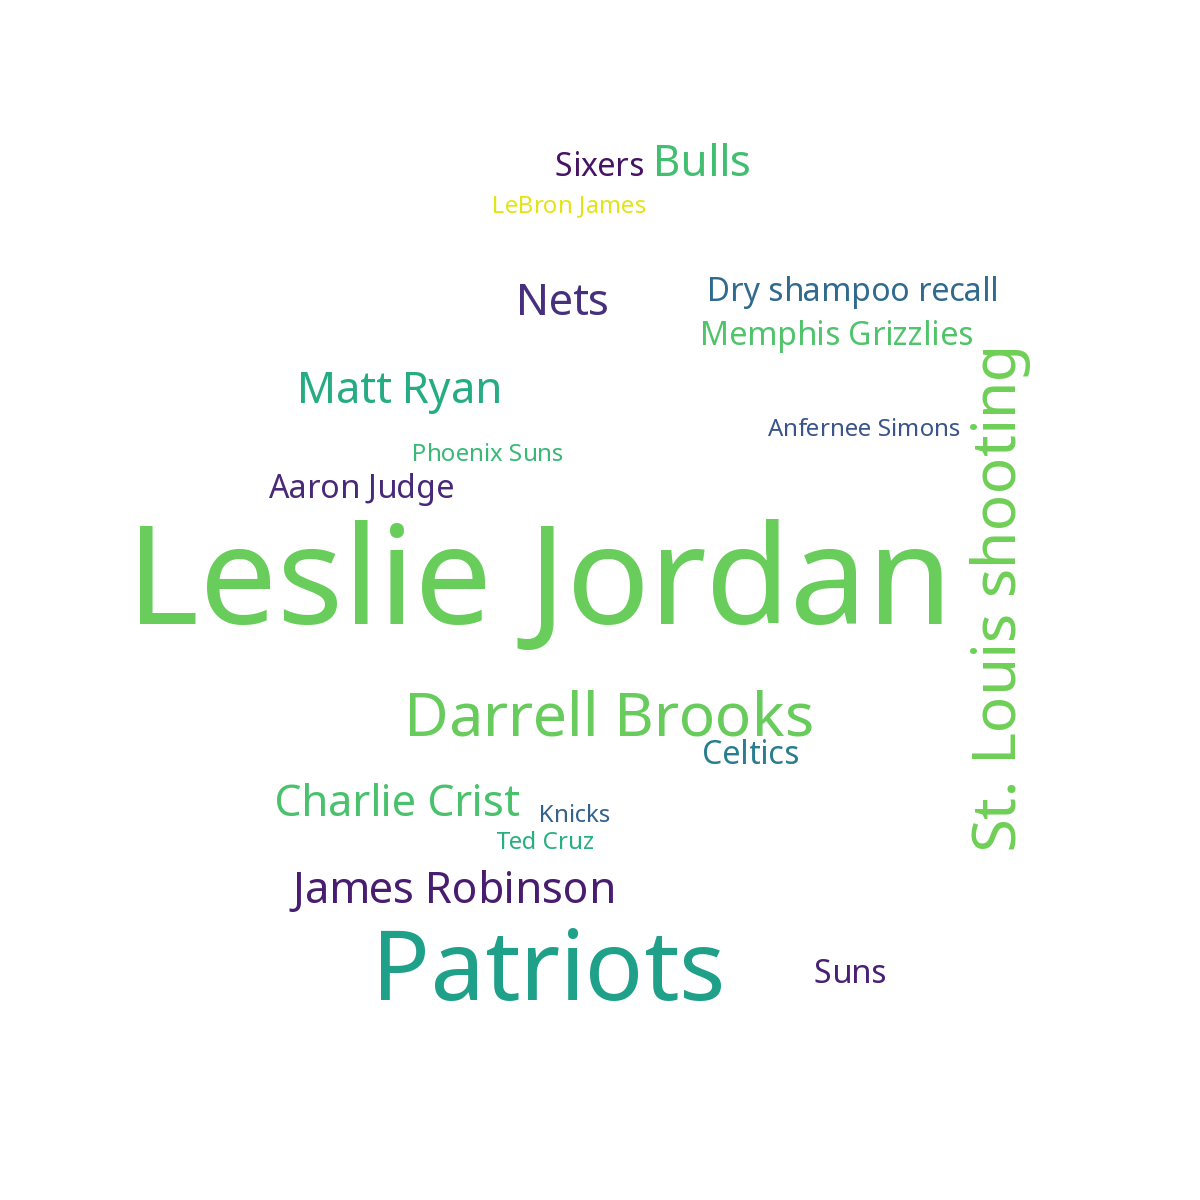 Sixers Bulls
LeBron James
Nets
Dry shampoo recall
Memphis Grizzlies
Matt Ryan
Anfernee Simons
Phoenix Suns
Aaron Judge
Leslie Jordan
St. Louis shooting
Darrell Brooks
Celtics
Charlie Crist
Knicks
Ted Cruz
James Robinson
Patriots
Suns